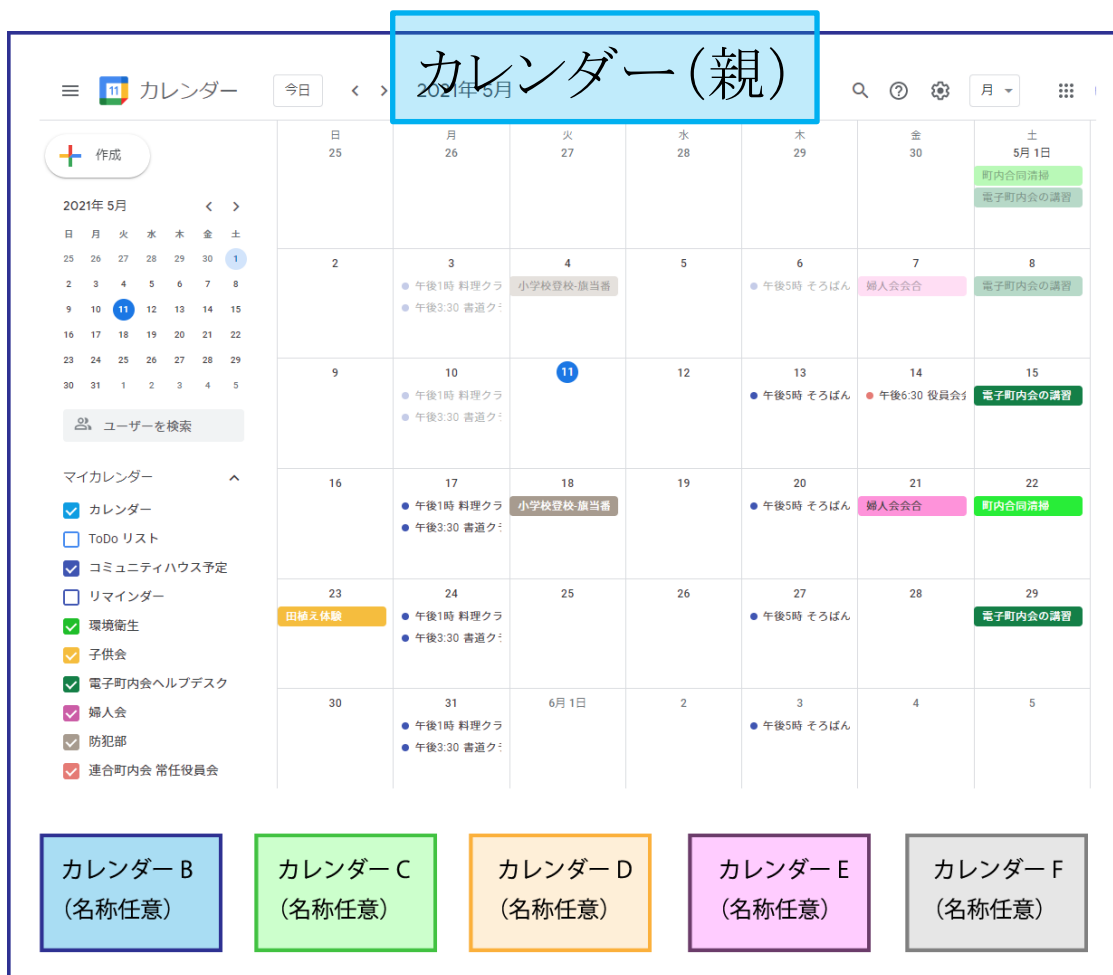 カレンダー（親）
11 カレンダー 今日 2021年 5月 月
作成
2021年 5月
日 月 火 水 木 金 土
25 26 27 28 29 30 1
2 3 4 5 6 7 8
9 10 11 12 13 14 15
16 17 18 19 20 21 22
23 24 25 26 27 28 29
30 31 1 2 3 4 5
ユーザーを検索
マイカレンダー
カレンダー
ToDo リスト
コミュニティハウス予定
リマインダー
環境衛生
子供会
電子町内会ヘルプデスク
婦人会
防犯部
連合町内会 常任役員会
日 月 火 水 木 金 土
25 26 27 28 29 30 5月 1日
町内合同清掃
電子町内会の講習
2 3 4 5 6 7 8
午後1時 料理クラ 小学校登校-旗当番 午後5時 そろばん 婦人会会合 電子町内会の講習
午後3:30 書道ク
9 10 11 12 13 14 15
午後1時 料理クラ 午後5時 そろばん 午後6:30 役員会 電子町内会の講習
午後3:30 書道ク
16 17 18 19 20 21 22
午後1時 料理クラ 小学校登校-旗当番 午後5時 そろばん 婦人会会合 町内合同清掃
午後3:30 書道ク
23 24 25 26 27 28 29
田植え体験 午後1時 料理クラ 午後5時 そろばん 電子町内会の講習
午後3:30 書道ク
30 31 6月 1日 2 3 4 5
午後1時 料理クラ 午後5時 そろばん
午後3:30 書道ク
カレンダー B
（名称任意）
カレンダー C
（名称任意）
カレンダー D
（名称任意）
カレンダー E
（名称任意）
カレンダー F
（名称任意）